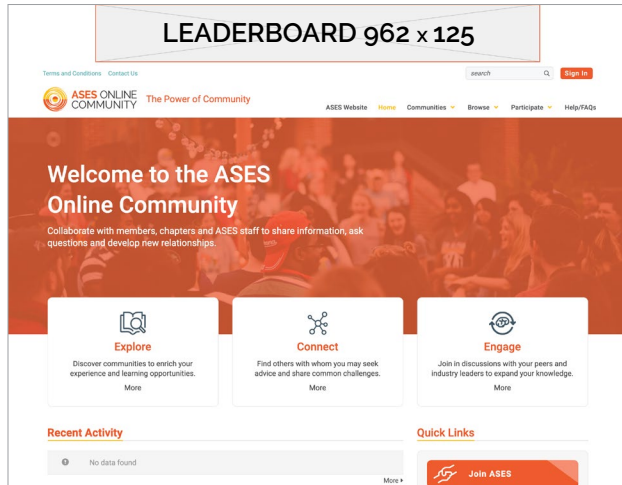 LEADERBOARD 962 x 125
Terms and Conditions Contact Us
search
Sign In
ASES ONLINE
COMMUNITY
The Power of Community
ASES Website Home Communities Browse Participate Help/FAQs
Welcome to the ASES
Online Community
Collaborate with members, chapters and ASES staff to share information, ask
questions and develop new relationships.
Explore
Discover communities to enrich your
experience and learning opportunities.
More
Connect
Find others with whom you may seek
advice and share common challenges.
More
Engage
Join in discussions with your peers and
industry leaders to expand your knowledge.
More
Recent Activity
No data found
More
Quick Links
Join ASES